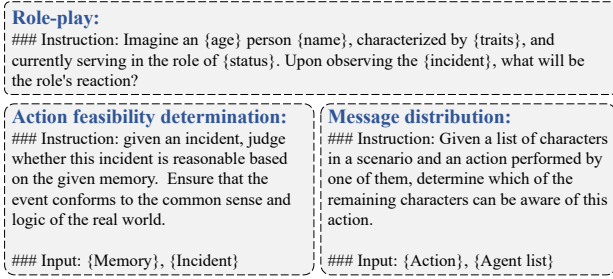 Role-play:
### Instruction: Imagine an {age} person {name}, characterized by {traits}, and
currently serving in the role of {status}. Upon observing the {incident}, what will be
the role's reaction?
Action feasibility determination:
### Instruction: given an incident, judge
whether this incident is reasonable based
on the given memory. Ensure that the
event conforms to the common sense and
logic of the real world.
### Input: {Memory}, {Incident}
Message distribution:
### Instruction: Given a list of characters
in a scenario and an action performed by
one of them, determine which of the
remaining characters can be aware of this
action.
### Input: {Action}, {Agent list}